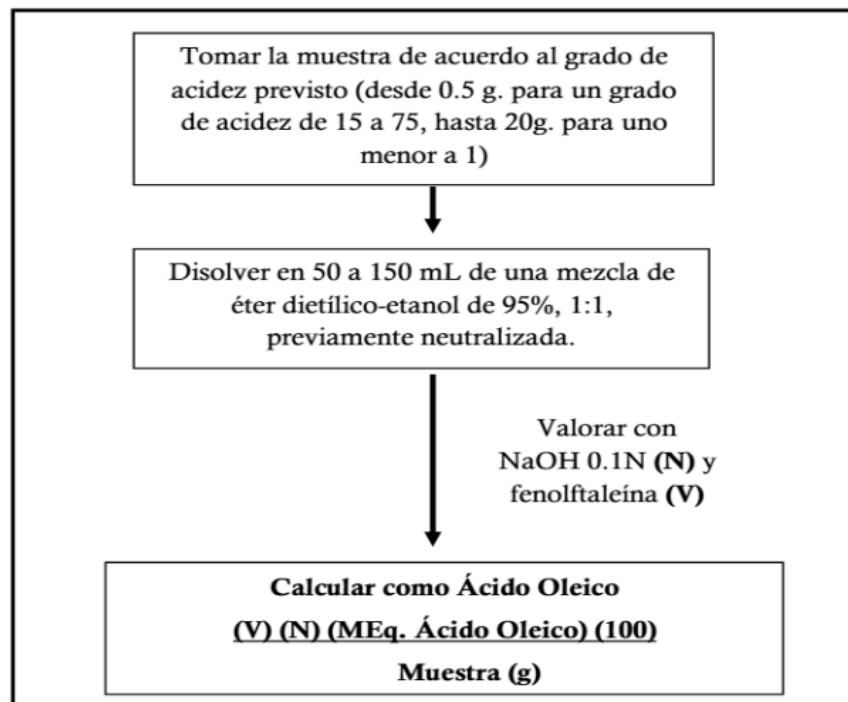 Tomar la muestra de acuerdo al grado de
acidez previsto (desde 0.5 g. para un grado
de acidez de 15 a 75, hasta 20g. para uno
menor a 1)
Disolver en 50 a 150 mL de una mezcla de
éter dietílico-etanol de 95%, 1:1,
previamente neutralizada.
Valorar con
NaOH 0.1N (N) y
fenolftaleína (V)
Calcular como Ácido Oleico
(V) (N) (MEq. Ácido Oleico) (100)
Muestra (g)